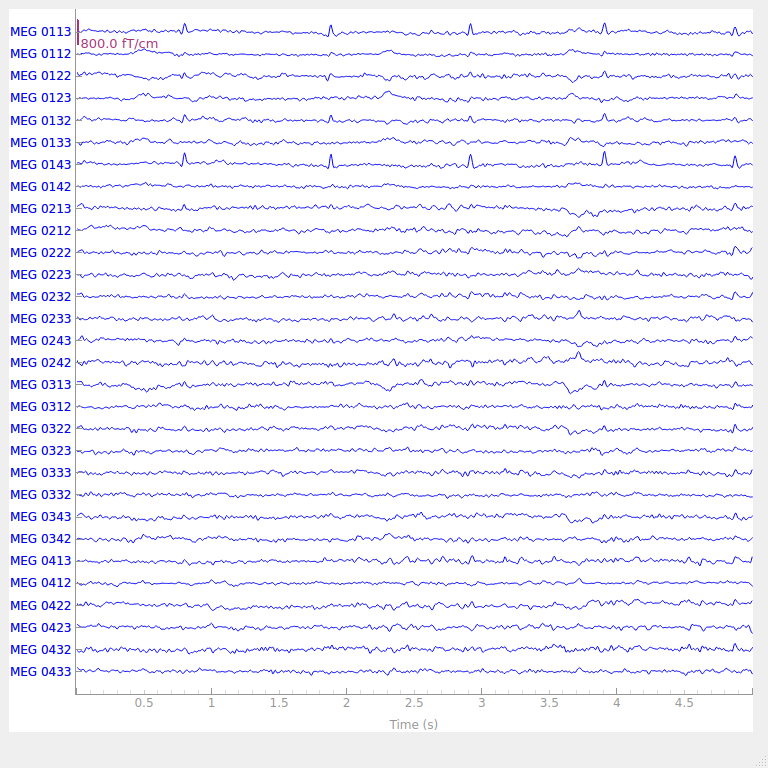 MEG 0113
800.0 fT/cm
MEG 0112
MEG 0122
MEG 0123
MEG 0132
MEG 0133
MEG 0143
MEG 0142
MEG 0213
MEG 0212
MEG 0222
MEG 0223
MEG 0232
MEG 0233
MEG 0243
MEG 0242
MEG 0313
MEG 0312
MEG 0322
MEG 0323
MEG 0333
MEG 0332
MEG 0343
MEG 0342
MEG 0413
MEG 0412
MEG 0422
MEG 0423
MEG 0432
MEG 0433
0.5 1 1.5 2 2.5 3 3.5 4 4.5
Time (s)